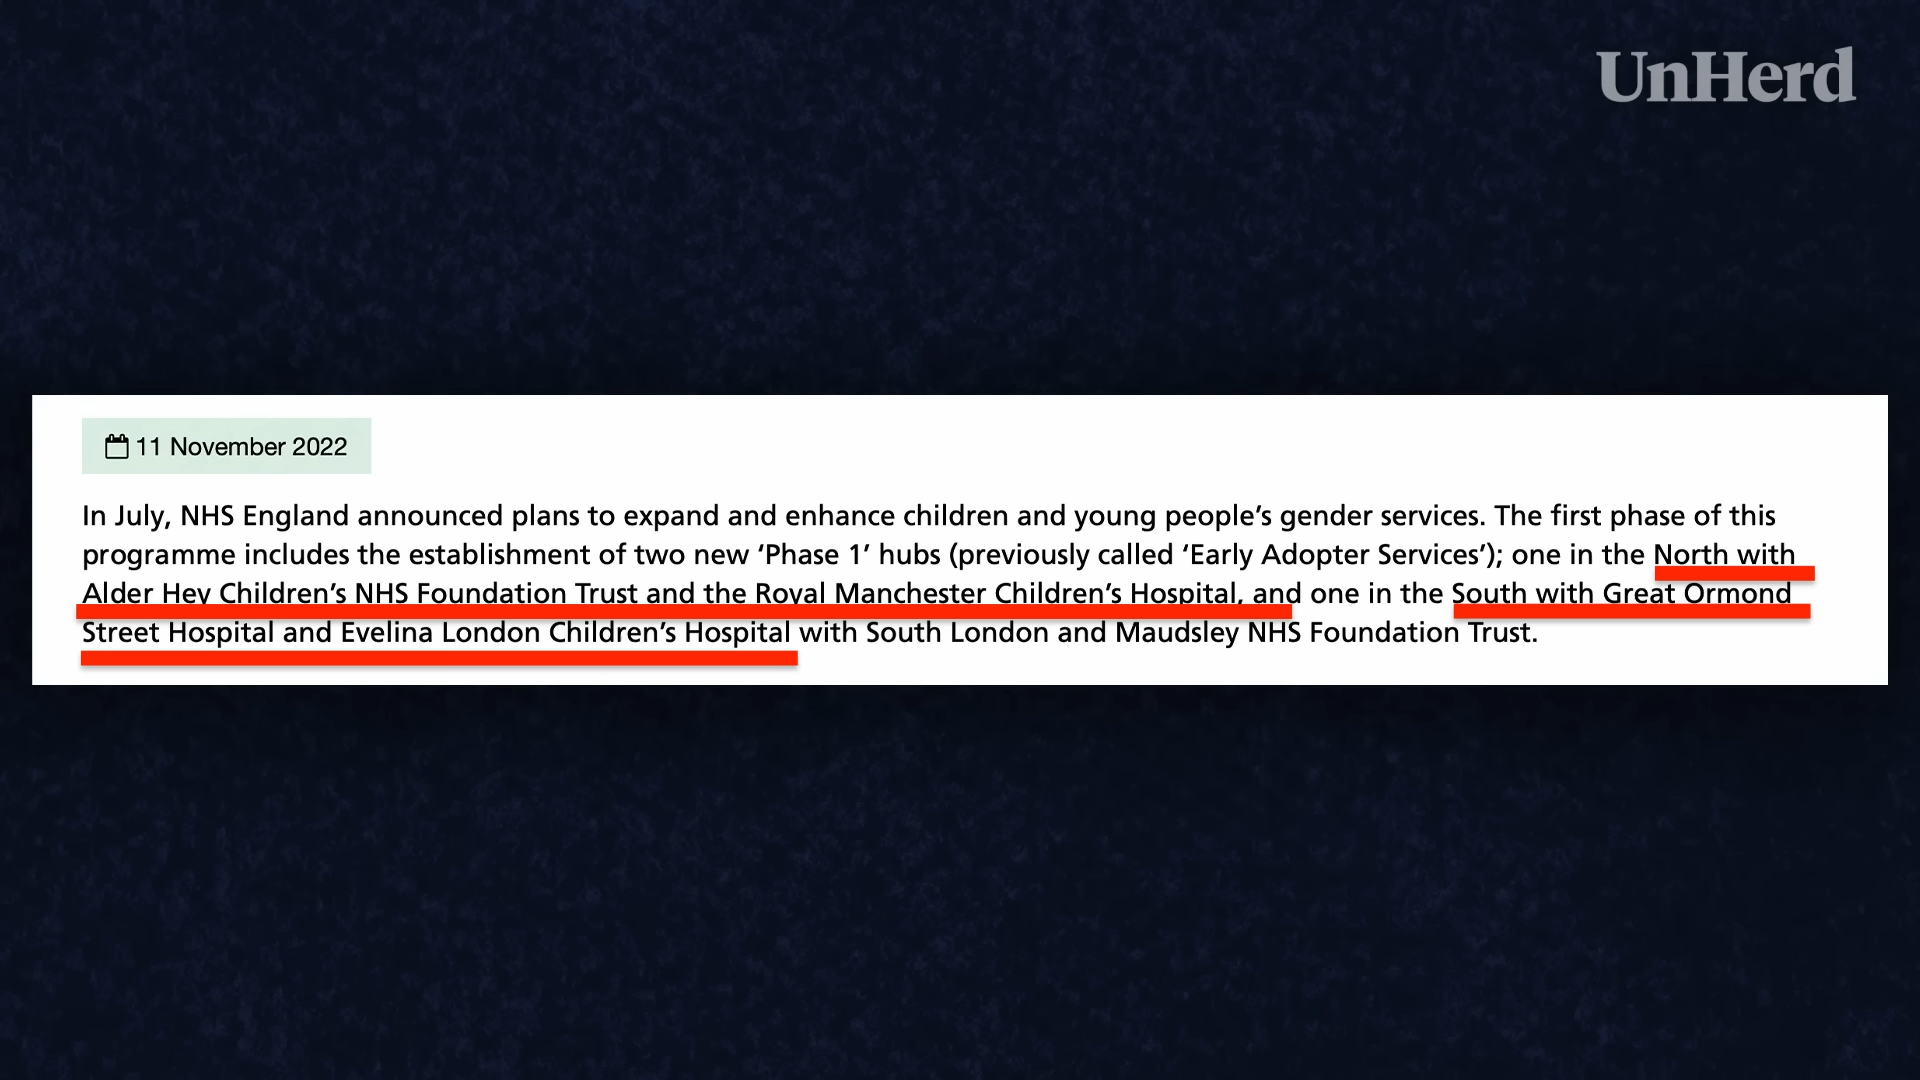 UnHerd
11 November 2022
In July, NHS England announced plans to expand and enhance children and young people’s gender services. The first phase of this
programme includes the establishment of two new ‘Phase 1’ hubs (previously called ‘Early Adopter Services’); one in the North with
Alder Hey Children’s NHS Foundation Trust and the Royal Manchester Children’s Hospital, and one in the South with Great Ormond
Street Hospital and Evelina London Children’s Hospital with South London and Maudsley NHS Foundation Trust.